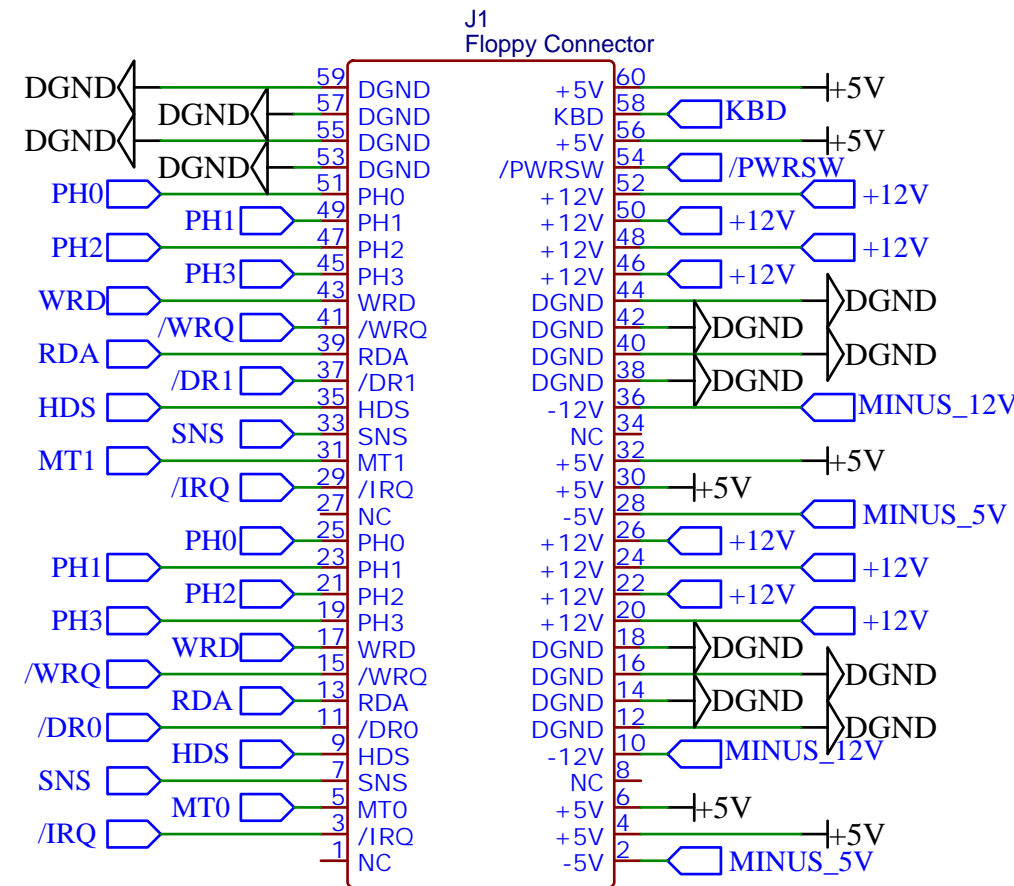 J1
Floppy Connector
DGND 59 DGND +5V 60 +5V
DGND 57 DGND KBD 58 KBD
DGND 55 DGND +5V 56 +5V
DGND 53 DGND /PWRSW 54 /PWRSW
PH0 51 PH0 +12V 52 +12V
PH1 49 PH1 +12V 50 +12V
PH2 47 PH2 +12V 48 +12V
PH3 45 PH3 +12V 46 +12V
WRD 43 WRD DGND 44 DGND
/WRQ 41 /WRQ DGND 42 DGND
RDA 39 RDA DGND 40 DGND
/DR1 37 /DR1 DGND 38 DGND
HDS 35 HDS -12V 36 MINUS_12V
SNS 33 SNS NC 34
MT1 31 MT1 +5V 32 +5V
/IRQ 29 /IRQ +5V 30 +5V
27 NC -5V 28 MINUS_5V
PH0 25 PH0 +12V 26 +12V
PH1 23 PH1 +12V 24 +12V
PH2 21 PH2 +12V 22 +12V
PH3 19 PH3 +12V 20 +12V
WRD 17 WRD DGND 18 DGND
/WRQ 15 /WRQ DGND 16 DGND
RDA 13 RDA DGND 14 DGND
/DR0 11 /DR0 DGND 12 DGND
HDS 9 HDS -12V 10 MINUS_12V
SNS 7 SNS NC 8
MT0 5 MT0 +5V 6 +5V
/IRQ 3 /IRQ +5V 4 +5V
1 NC -5V 2 MINUS_5V